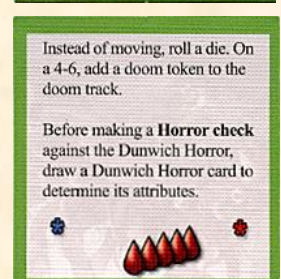 Instead of moving, roll a die. On
a 4-6, add a doom token to the
doom track.
Before making a Horror check
against the Dunwich Horror,
draw a Dunwich Horror card to
determine its attributes.
* *